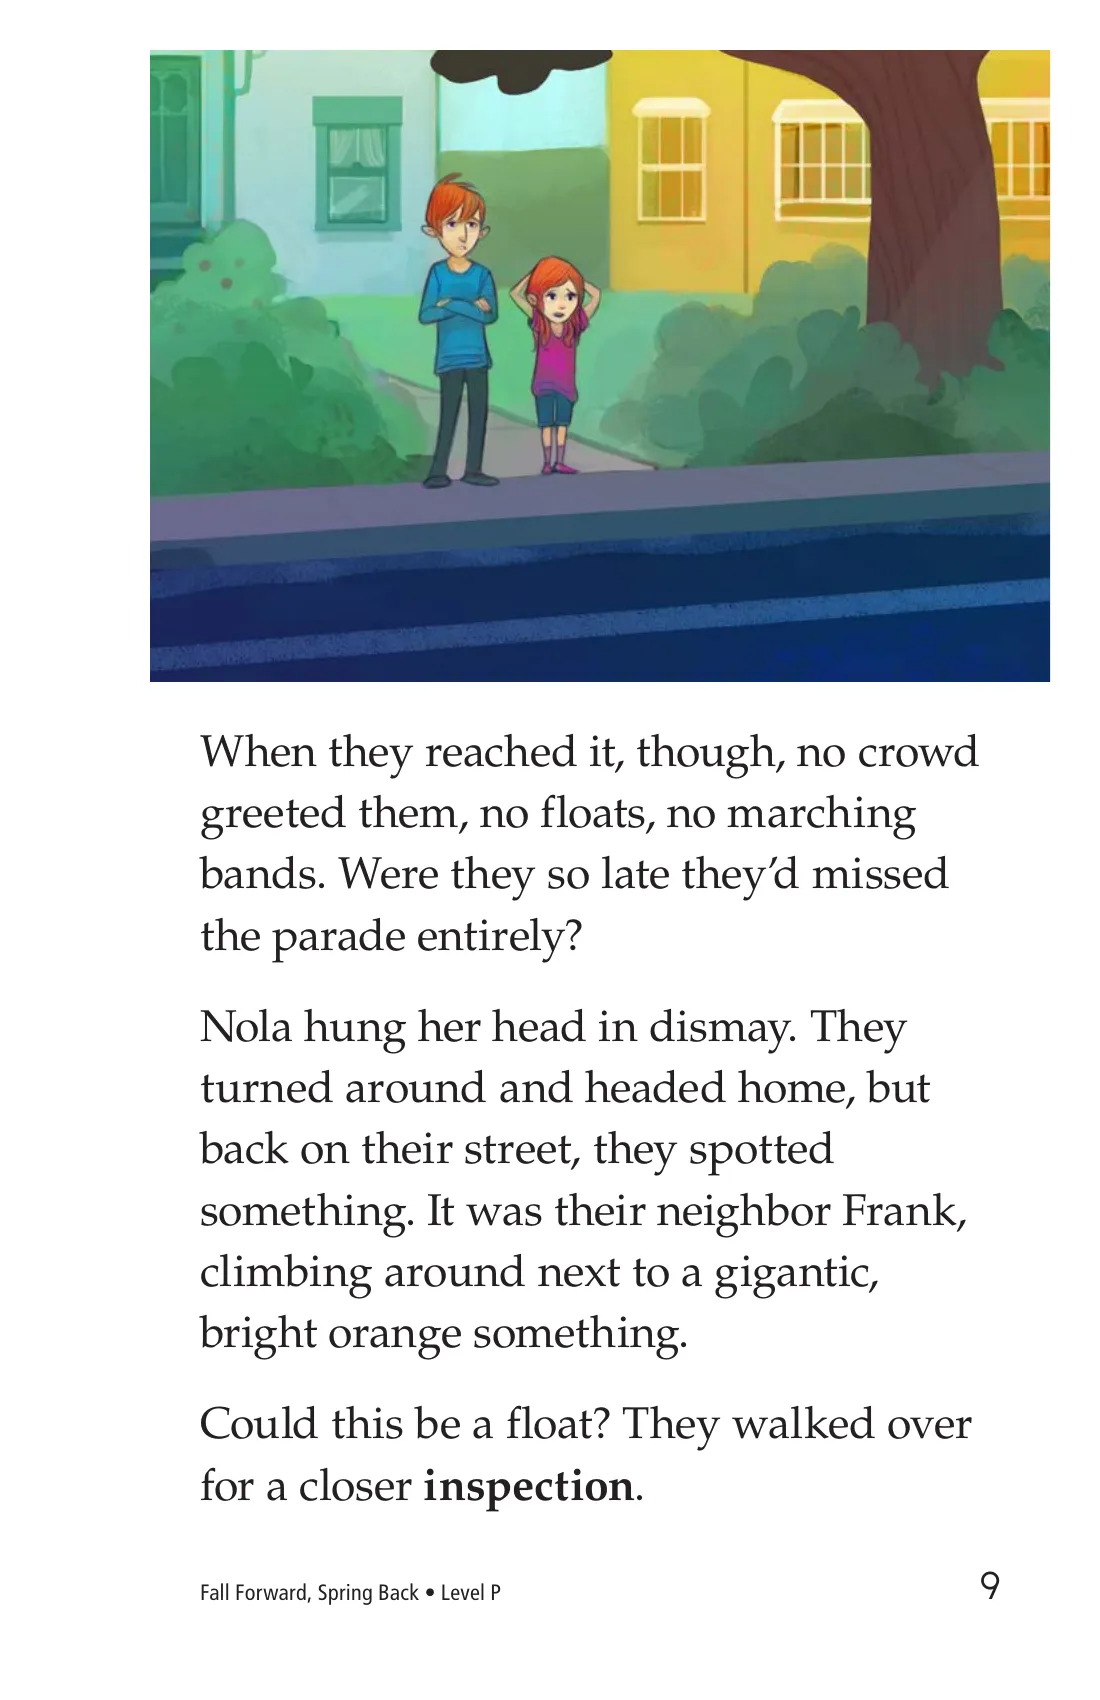 When they reached it, though, no crowd
greeted them, no floats, no marching
bands. Were they so late they’d missed
the parade entirely?
Nola hung her head in dismay. They
turned around and headed home, but
back on their street, they spotted
something. It was their neighbor Frank,
climbing around next to a gigantic,
bright orange something.
Could this be a float? They walked over
for a closer inspection.
Fall Forward, Spring Back • Level P
9